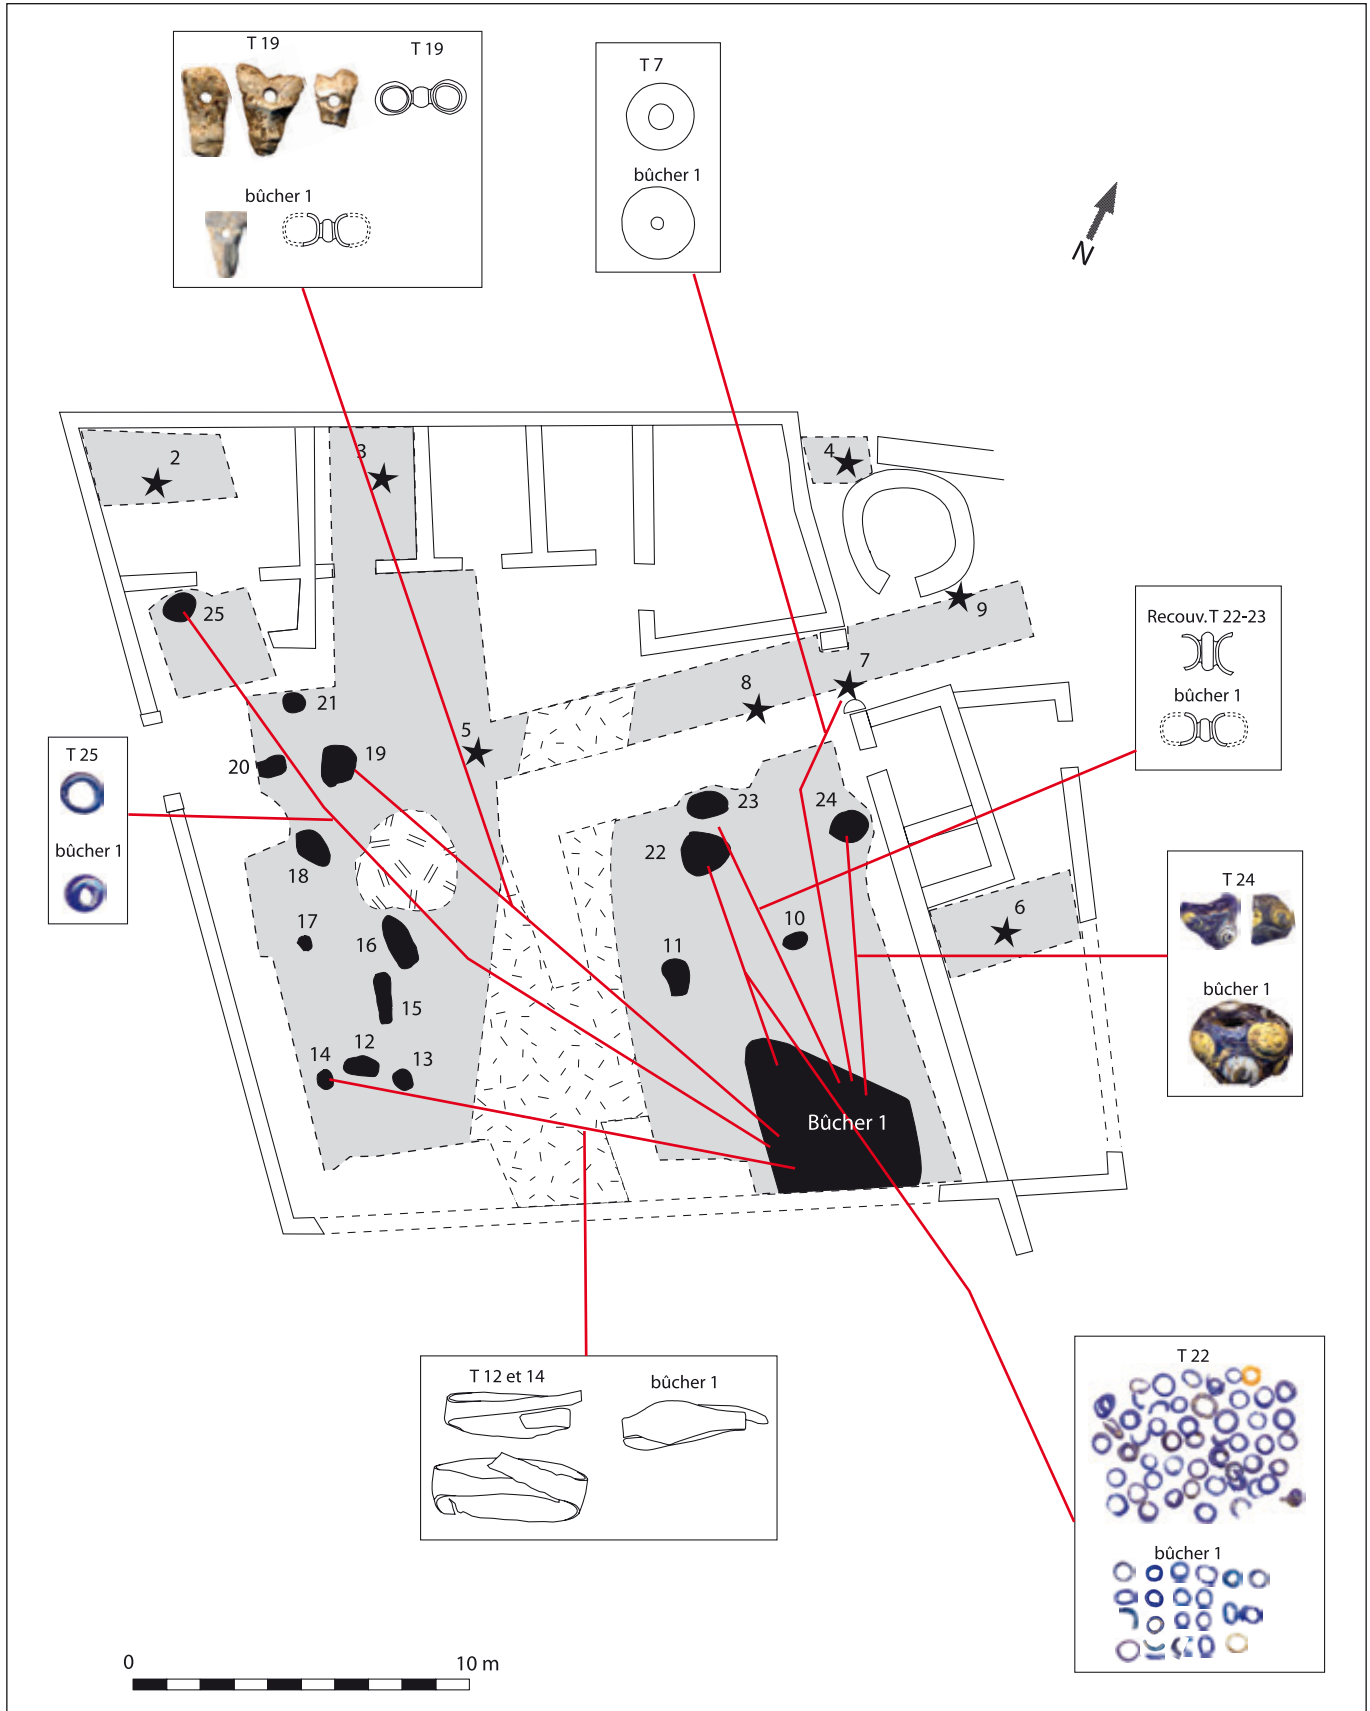 T 19
T 19
bûcher 1
T 7
bûcher 1
N
2
3
4
25
9
7
8
21
5
20
19
Recouv. T 22-23
bûcher 1
T 25
bûcher 1
23
24
22
18
17
16
10
11
6
15
T 24
bûcher 1
14
12
13
Bûcher 1
T 12 et 14
bûcher 1
T 22
bûcher 1
0
10 m